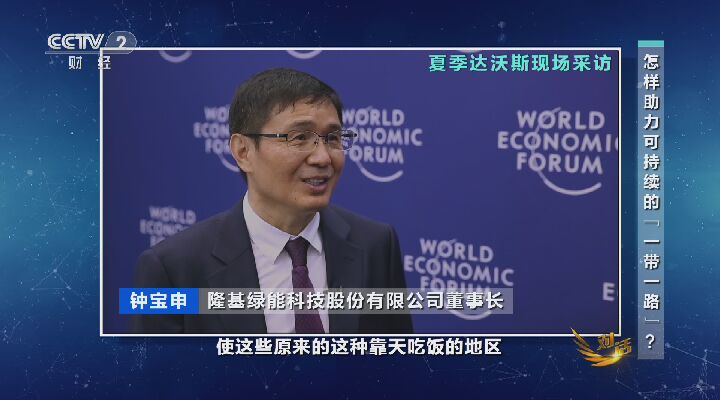 CCTV 2
财 经
夏季达沃斯现场采访
WORLD
ECONOMIC
FORUM
WORLD
ECONOMIC
FORUM
WORLD
ECONOMIC
FORUM
WORLD
ECONOMIC
FORUM
怎样助力可持续的「一带一路」？
钟宝申
隆基绿能科技股份有限公司董事长
对话
使这些原来的这种靠天吃饭的地区